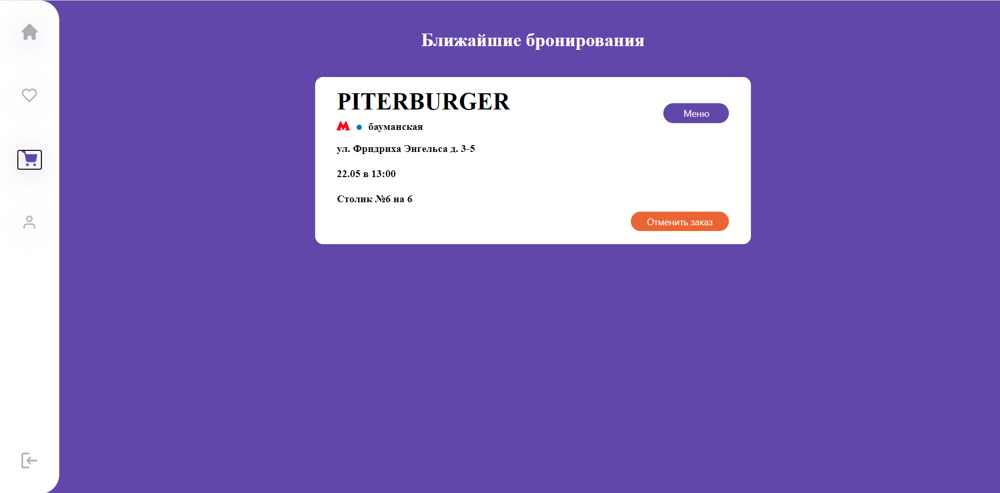 Ближайшие бронирования
PITERBURGER
Меню
бауманская
ул. Фридриха Энгельса д. 3-5
22.05 в 13:00
Столик №6 на 6
Отменить заказ